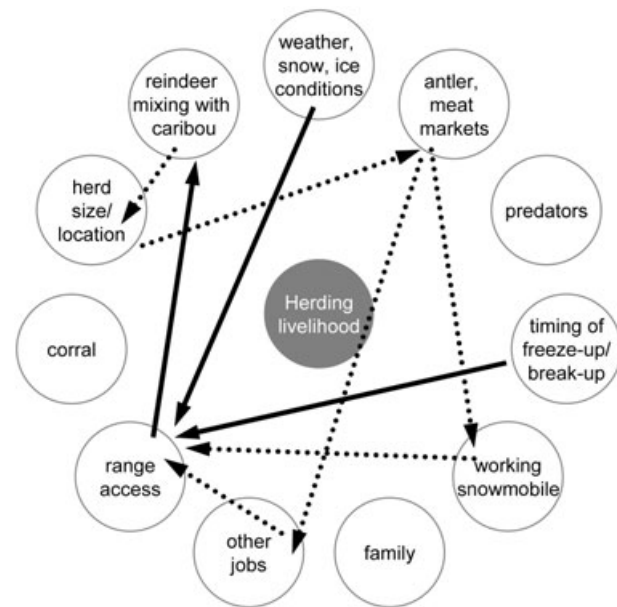 weather,
snow, ice
conditions
antler,
meat
markets
predators
timing of
freeze-up/
break-up
working
snowmobile
family
other
jobs
range
access
corral
herd
size/
location
reindeer
mixing with
caribou
Herding
livelihood